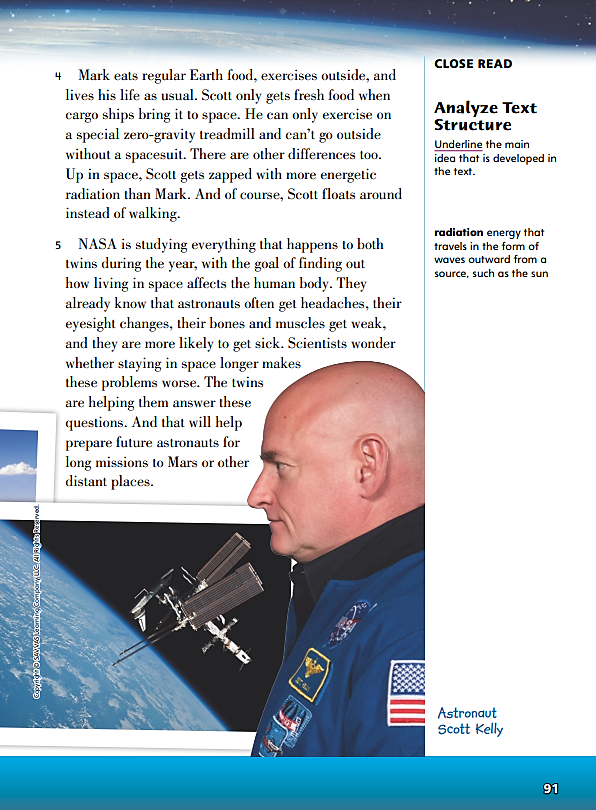 4 Mark eats regular Earth food, exercises outside, and
lives his life as usual. Scott only gets fresh food when
cargo ships bring it to space. He can only exercise on
a special zero-gravity treadmill and can't go outside
without a spacesuit. There are other differences too.
Up in space, Scott gets zapped with more energetic
radiation than Mark. And of course, Scott floats around
instead of walking.
5 NASA is studying everything that happens to both
twins during the year, with the goal of finding out
how living in space affects the human body. They
already know that astronauts often get headaches, their
eyesight changes, their bones and muscles get weak,
and they are more likely to get sick. Scientists wonder
whether staying in space longer makes
these problems worse. The twins
are helping them answer these
questions. And that will help
prepare future astronauts for
long missions to Mars or other
distant places.
CLOSE READ
Analyze Text
Structure
Underline the main
idea that is developed in
the text.
radiation energy that
travels in the form of
waves outward from a
source, such as the sun
Copyright © SAVVAS Learning Company LLC. All Rights Reserved.
Astronaut
Scott Kelly
91